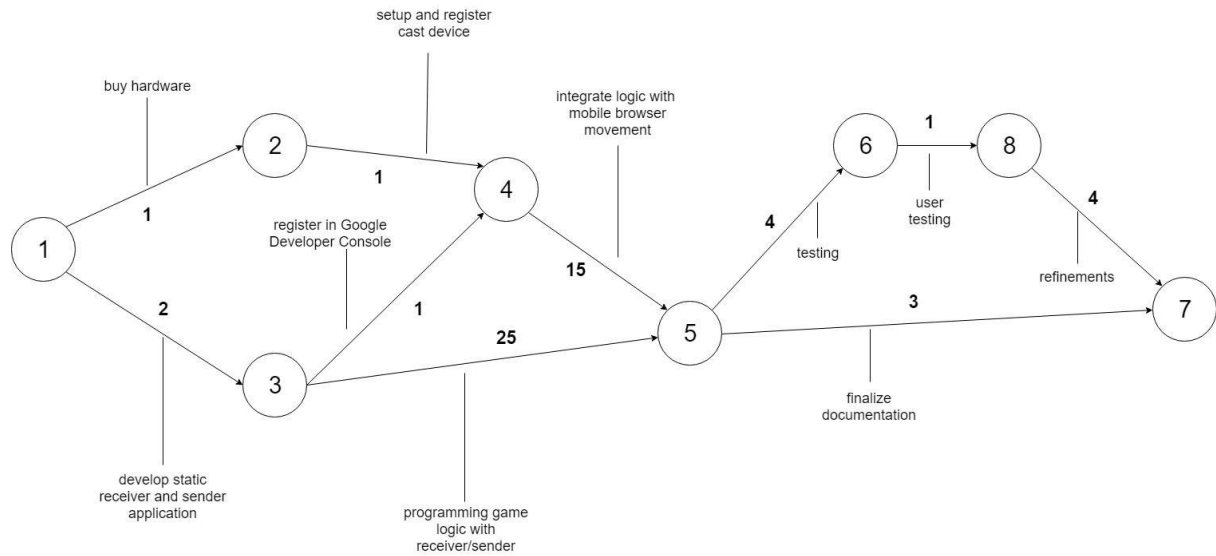 setup and register
cast device
buy hardware
integrate logic with
mobile browser
movement
1
2
6
8
1
4
1
user
testing
4
4
register in Google
Developer Console
1
testing
1
15
refinements
2
3
7
1
25
5
3
finalize
documentation
develop static
receiver and sender
application
programming game
logic with
receiver/sender